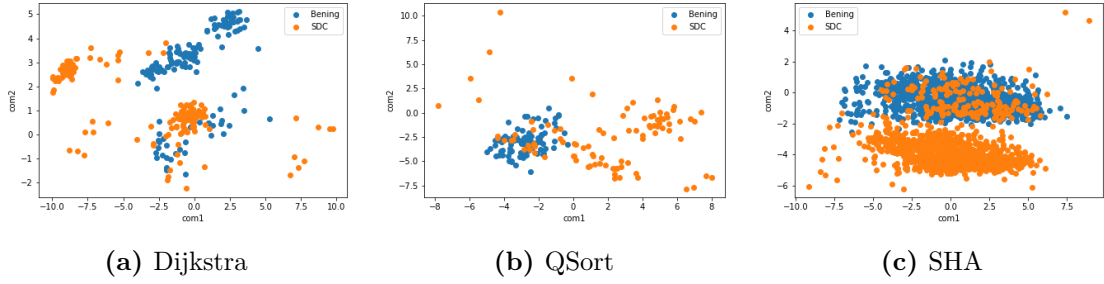 5
4
3
2
1
0
−1
−2
com2
−10.0 −7.5 −5.0 −2.5 0.0 2.5 5.0 7.5 10.0
com1
Bening
SDC
10.0
7.5
5.0
2.5
0.0
−2.5
−5.0
−7.5
com2
−8 −6 −4 −2 0 2 4 6 8
com1
Bening
SDC
4
2
0
−2
−4
−6
com2
−10.0 −7.5 −5.0 −2.5 0.0 2.5 5.0 7.5
com1
Bening
SDC
(a) Dijkstra
(b) QSort
(c) SHA